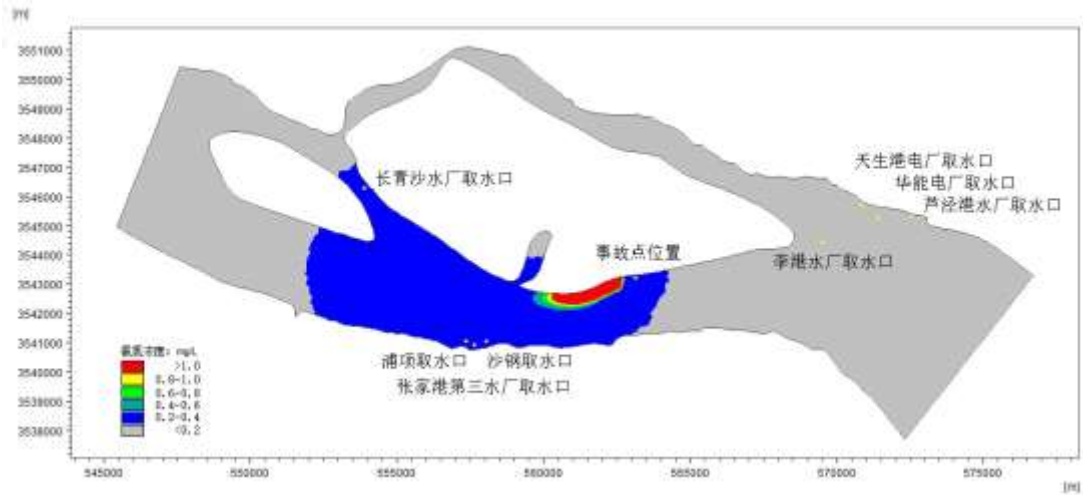 [m]
3551000
3550000
3549000
3548000
3547000
3546000
3545000
3544000
3543000
3542000
3541000
3540000
3539000
3538000
长青沙水厂取水口
天生港电厂取水口
华能电厂取水口
芦泾港水厂取水口
事故点位置
李港水厂取水口
浦项取水口 沙钢取水口
张家港第三水厂取水口
氨氮浓度: mg/L
>1.0
0.8-1.0
0.6-0.8
0.4-0.6
0.2-0.4
<0.2
545000 550000 555000 560000 565000 570000 575000
[m]